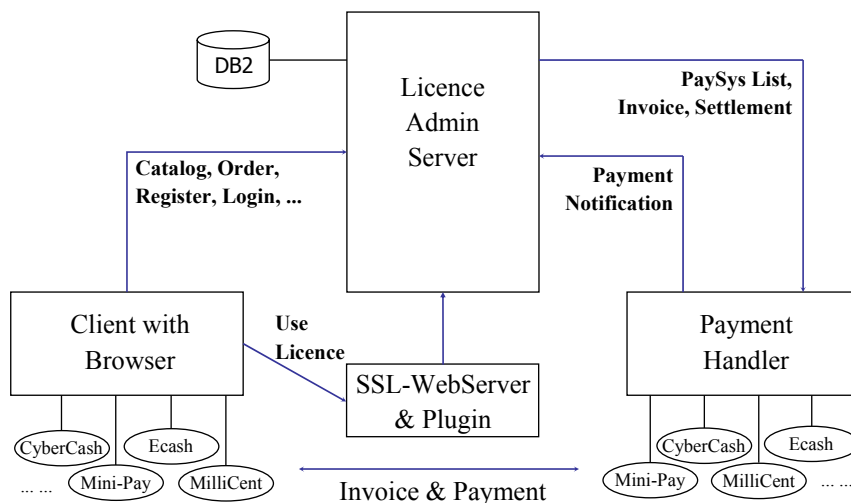 DB2
Licence
Admin
Server
PaySys List,
Invoice, Settlement
Catalog, Order,
Register, Login, ...
Payment
Notification
Client with
Browser
Use
Licence
SSL-WebServer
& Plugin
Payment
Handler
CyberCash
Ecash
Mini-Pay
MilliCent
... ...
CyberCash
Ecash
Mini-Pay
MilliCent
... ...
Invoice & Payment